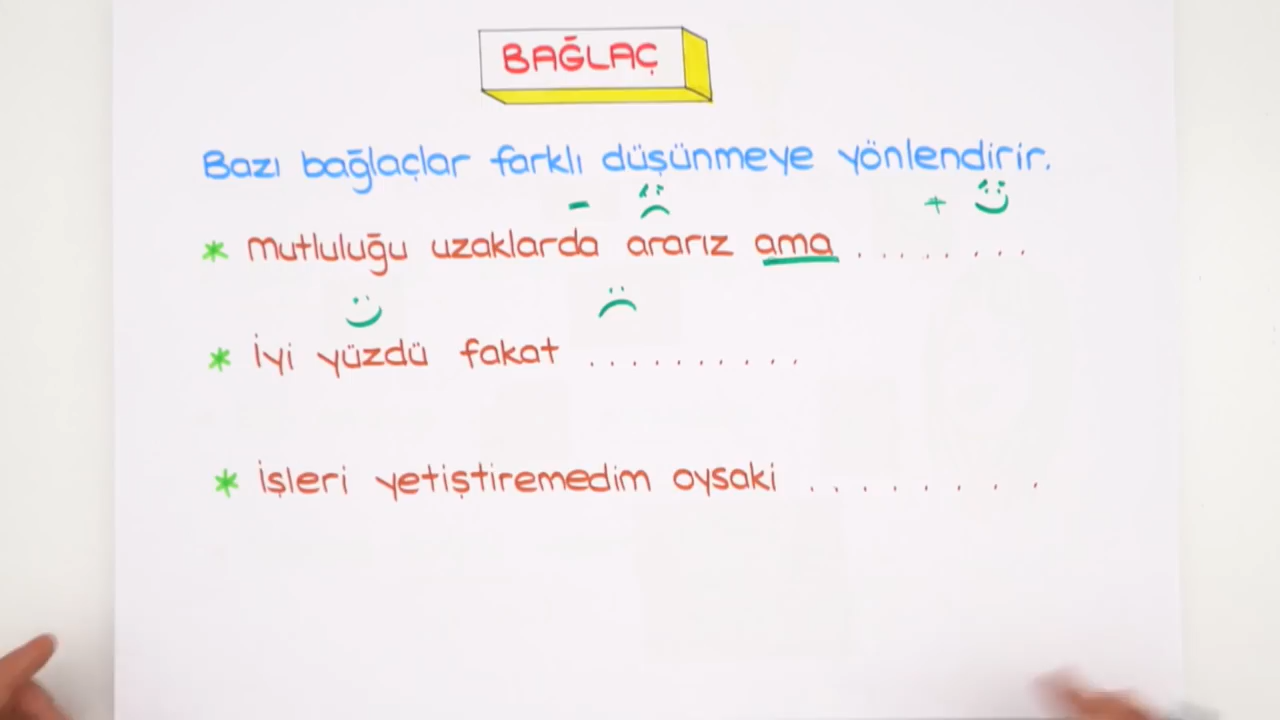 BAĞLAÇ
Bazı bağlaçlar farklı düşünmeye yönlendirir.
- +
* Mutluluğu uzaklarda ararız ama ........
* İyi yüzdü fakat ..........
* İşleri yetiştiremedim oysaki ........